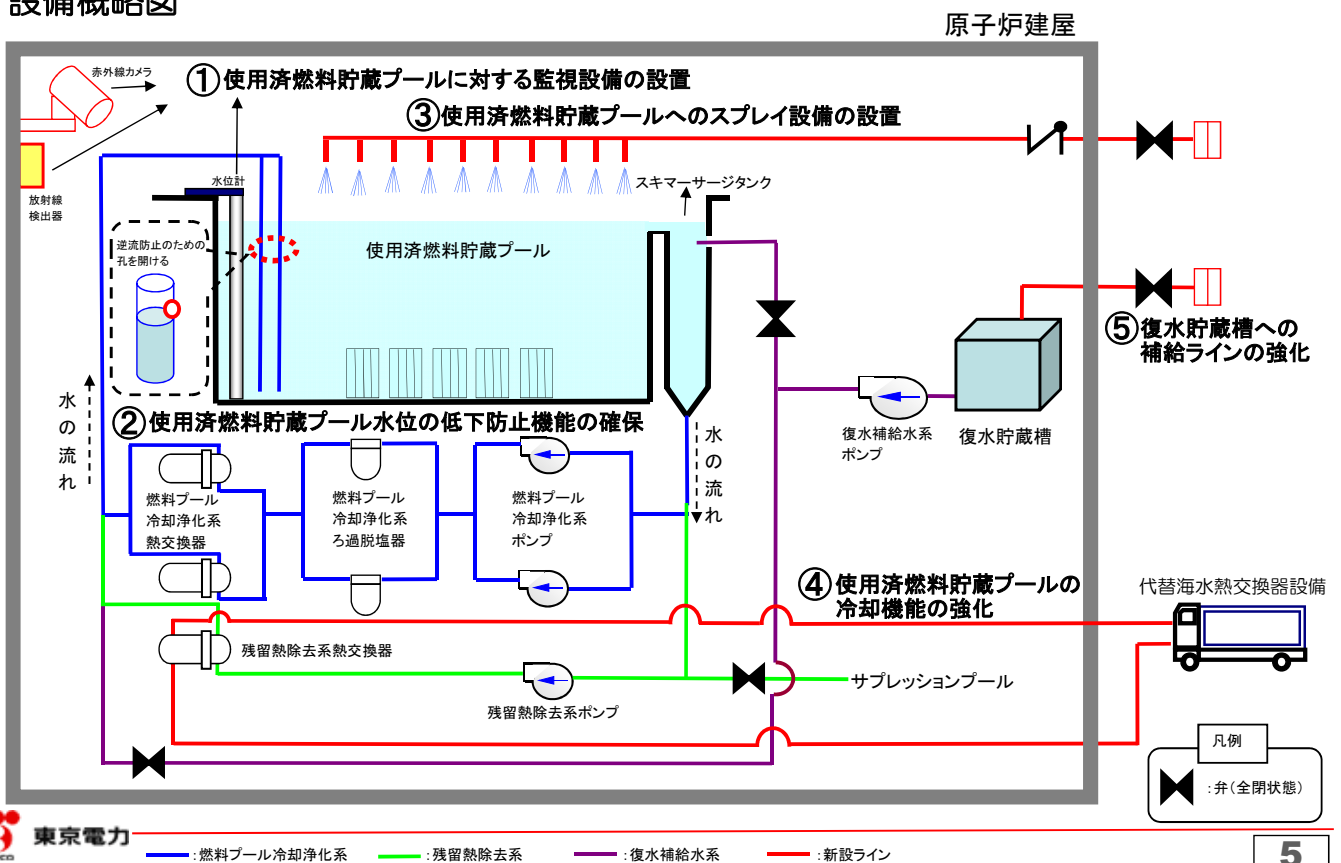 設備概略図
原子炉建屋
赤外線カメラ
①使用済燃料貯蔵プールに対する監視設備の設置
③使用済燃料貯蔵プールへのスプレイ設備の設置
放射線
検出器
水位計
スキマーサージタンク
逆流防止のための
孔を開ける
使用済燃料貯蔵プール
⑤復水貯蔵槽への
補給ラインの強化
水の流れ
②使用済燃料貯蔵プール水位の低下防止機能の確保
水の流れ
復水補給水系
ポンプ
復水貯蔵槽
燃料プール
冷却浄化系
熱交換器
燃料プール
冷却浄化系
ろ過脱塩器
燃料プール
冷却浄化系
ポンプ
④使用済燃料貯蔵プールの
冷却機能の強化
代替海水熱交換器設備
残留熱除去系熱交換器
サプレッションプール
残留熱除去系ポンプ
凡例
:弁(全閉状態)
東京電力
:燃料プール冷却浄化系
:残留熱除去系
:復水補給水系
:新設ライン
5